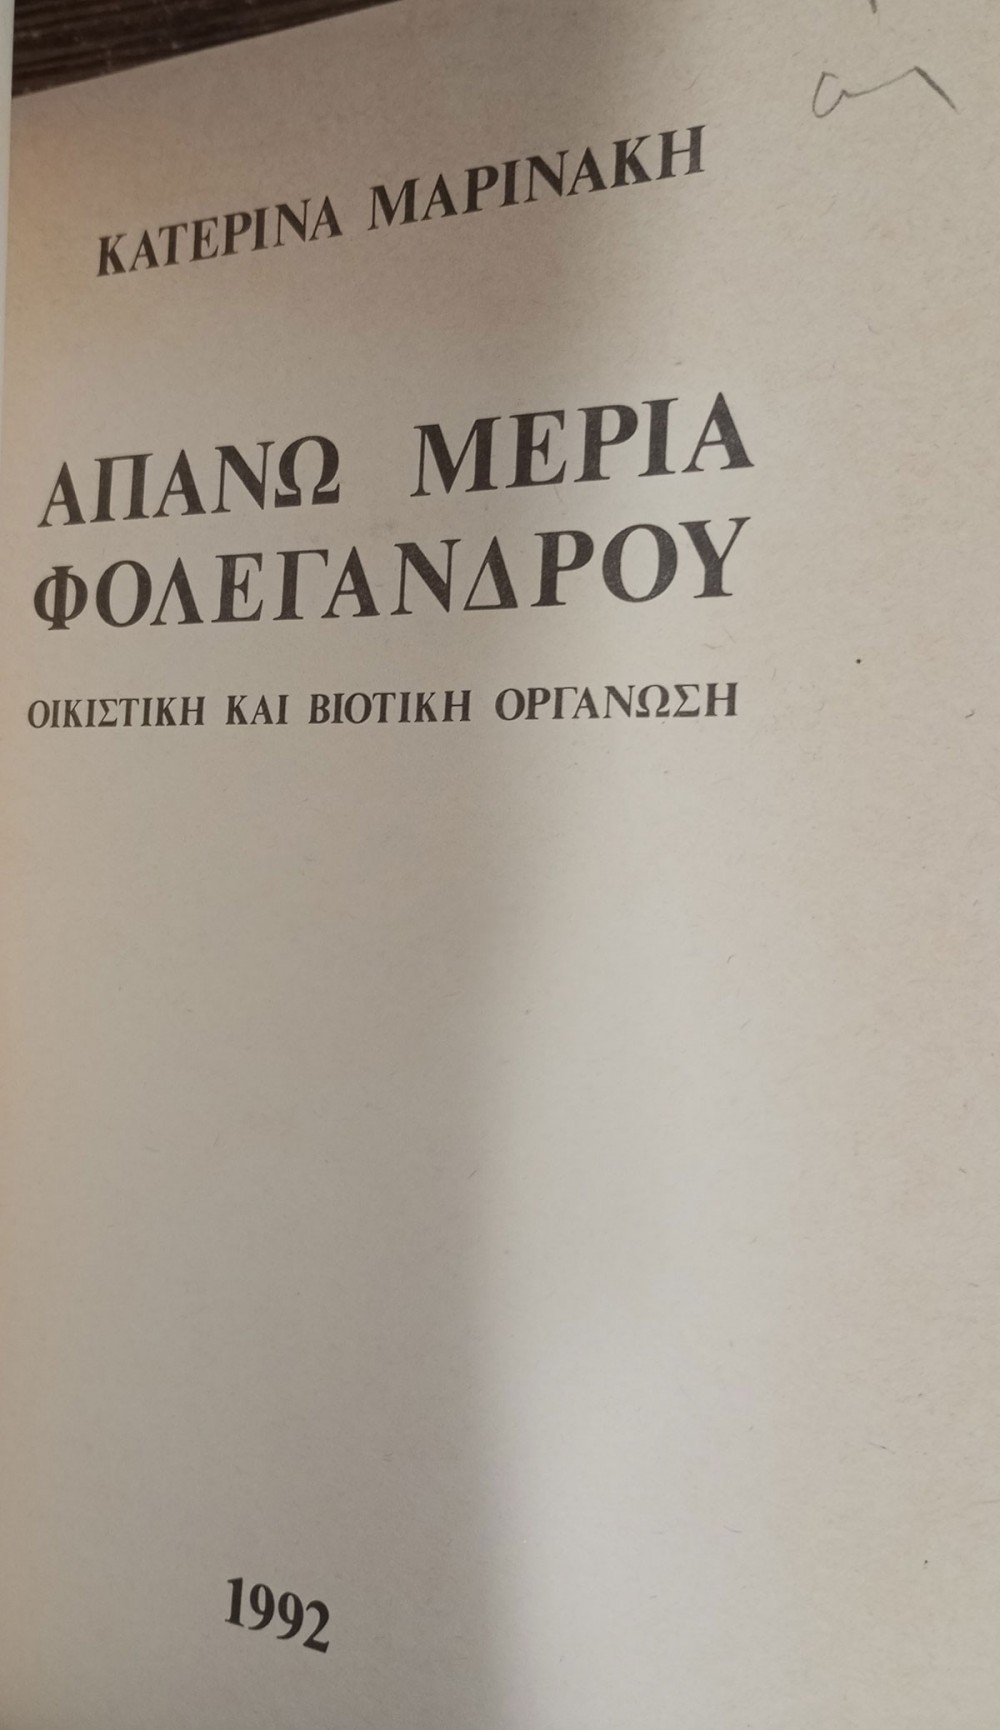 ΚΑΤΕΡΙΝΑ ΜΑΡΙΝΑΚΗ
ΑΠΑΝΩ ΜΕΡΙΑ
ΦΟΛΕΓΑΝΔΡΟΥ
ΟΙΚΙΣΤΙΚΗ ΚΑΙ ΒΙΟΤΙΚΗ ΟΡΓΑΝΩΣΗ
1992